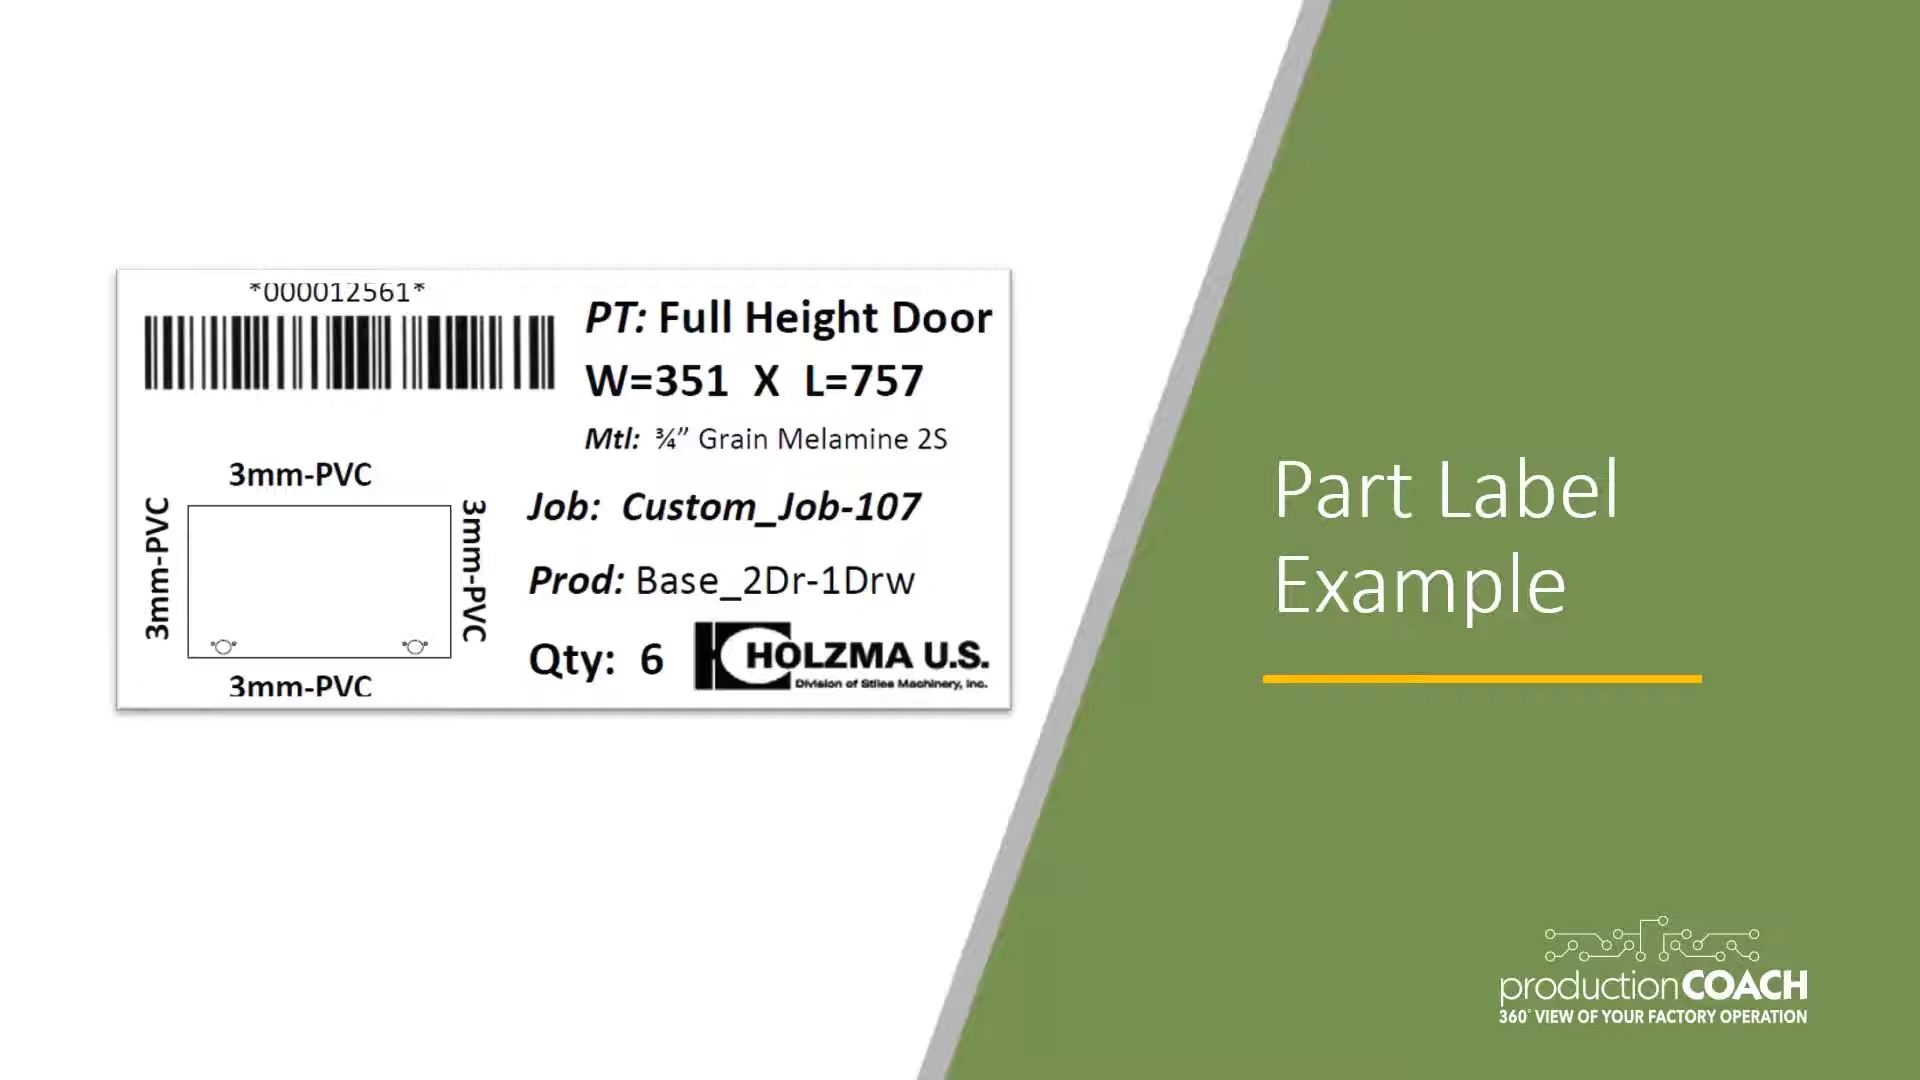 *000012561*
PT: Full Height Door
W=351 X L=757
Mtl: ¾” Grain Melamine 2S
3mm-PVC
3mm-PVC
3mm-PVC
3mm-PVC
Job: Custom_Job-107
Prod: Base_2Dr-1Drw
Qty: 6
HOLZMA U.S.
Division of Stiles Machinery, Inc.
Part Label
Example
productionCOACH
360° VIEW OF YOUR FACTORY OPERATION